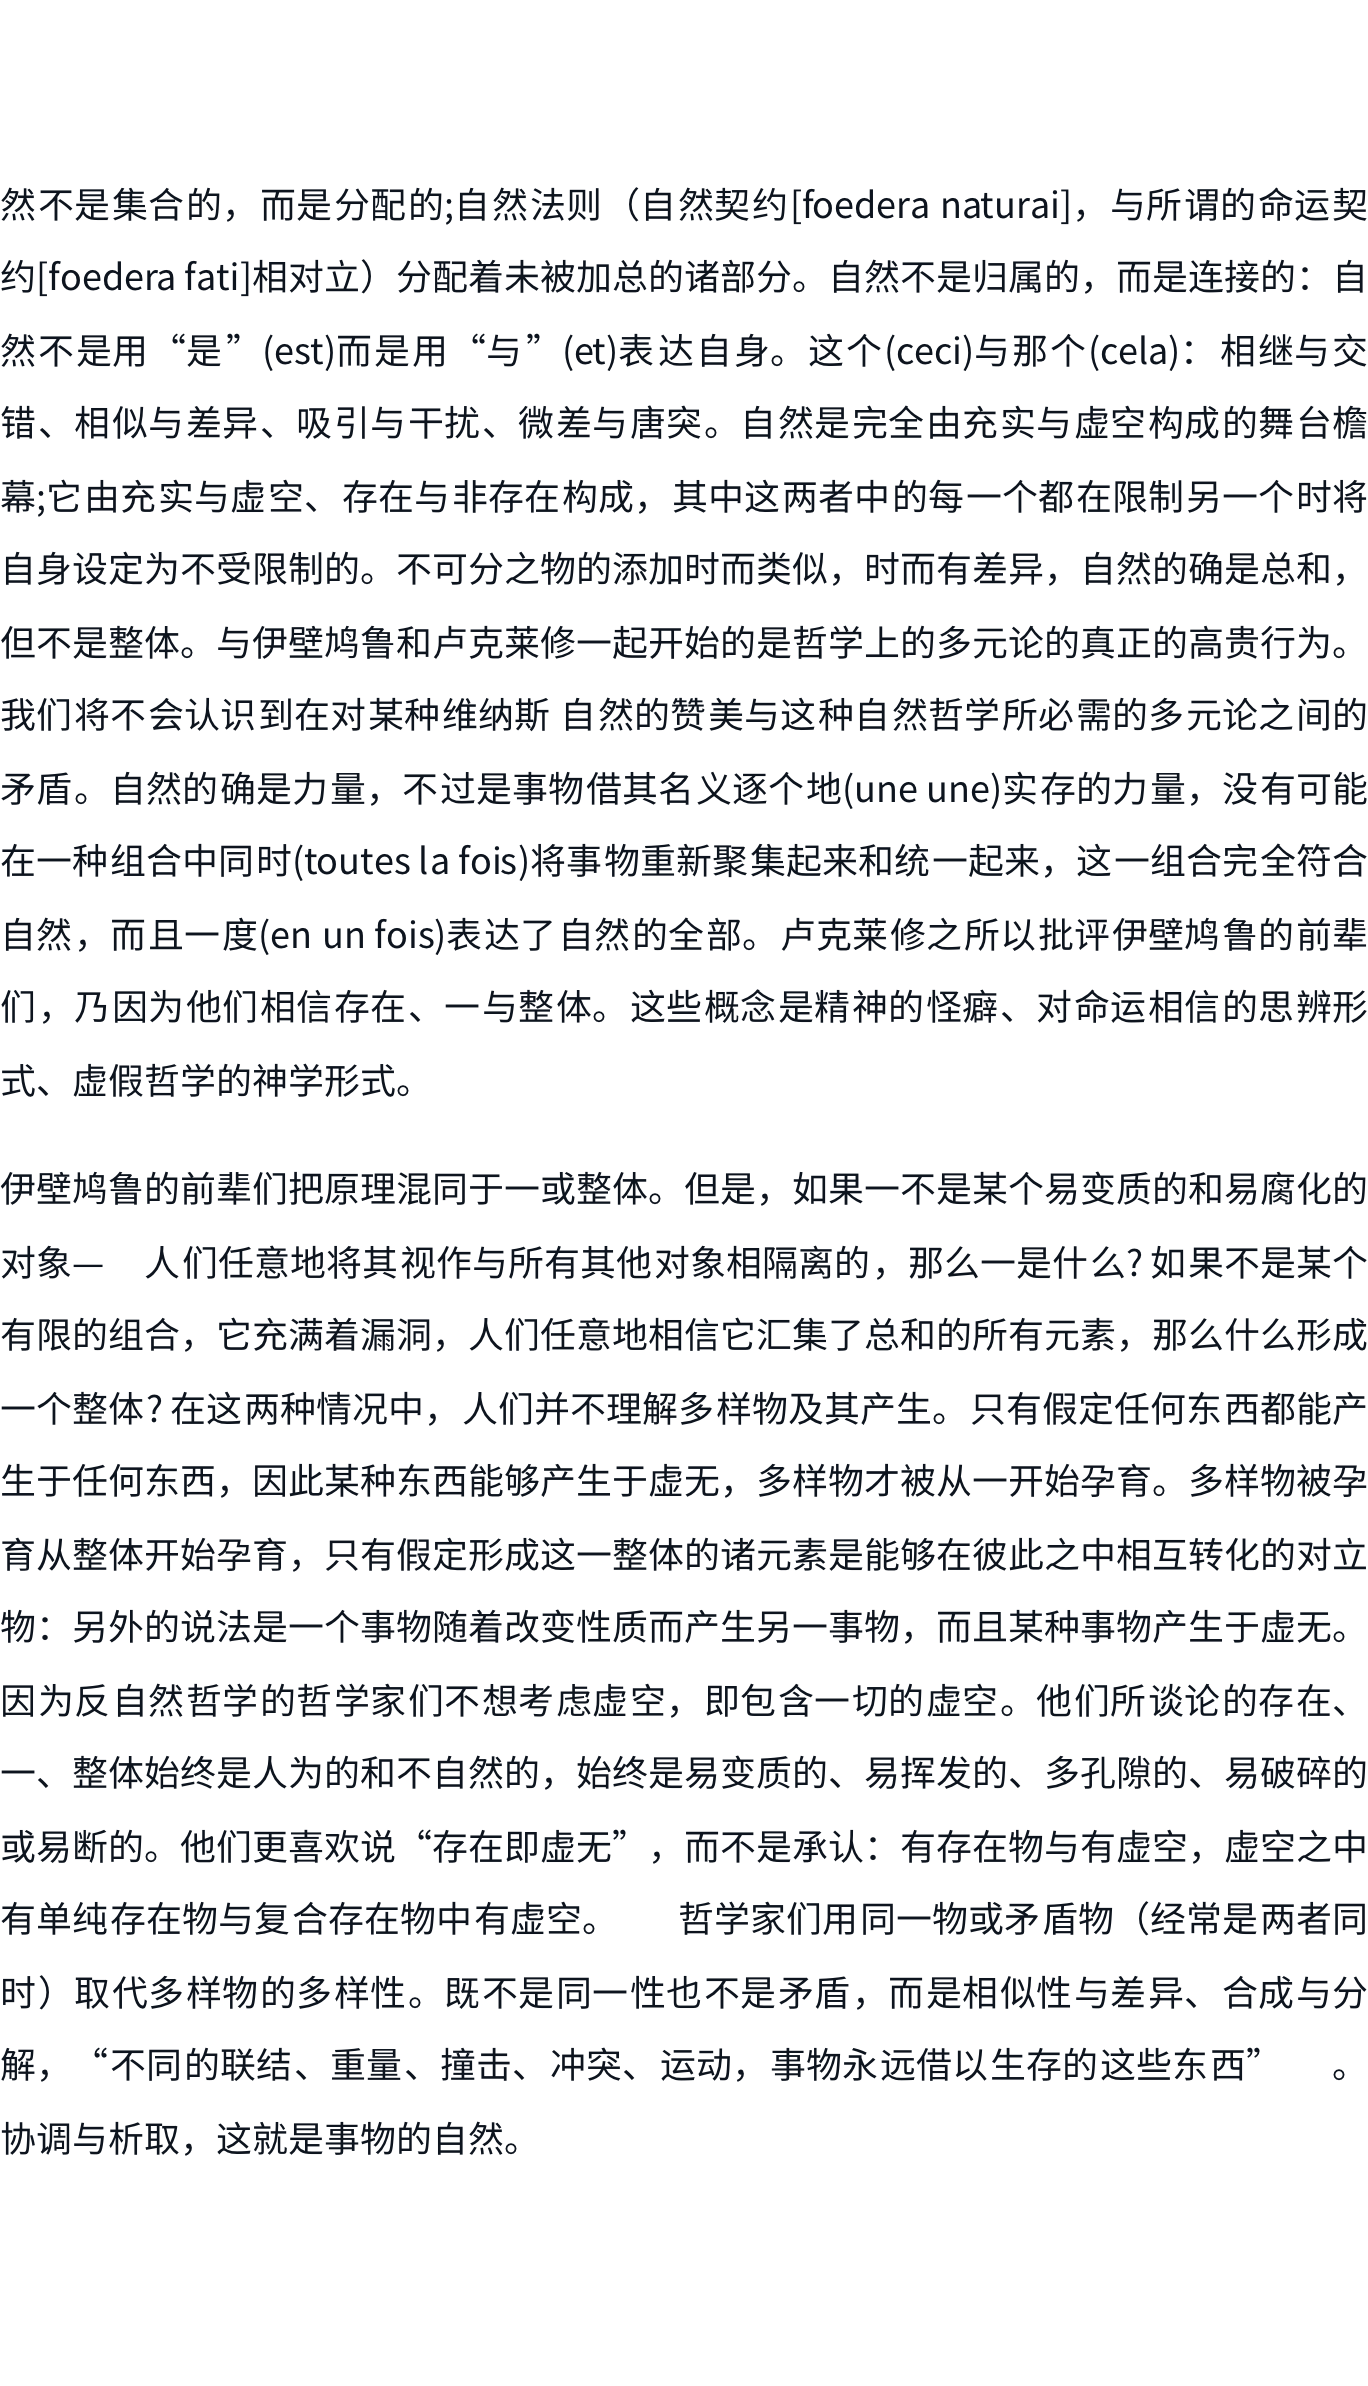 然不是集合的，而是分配的;自然法则（自然契约[foedera naturai]，与所谓的命运契
约[foedera fati]相对立）分配着未被加总的诸部分。自然不是归属的，而是连接的：自
然不是用“是”(est)而是用“与”(et)表达自身。这个(ceci)与那个(cela)：相继与交
错、相似与差异、吸引与干扰、微差与唐突。自然是完全由充实与虚空构成的舞台檐
幕;它由充实与虚空、存在与非存在构成，其中这两者中的每一个都在限制另一个时将
自身设定为不受限制的。不可分之物的添加时而类似，时而有差异，自然的确是总和，
但不是整体。与伊壁鸠鲁和卢克莱修一起开始的是哲学上的多元论的真正的高贵行为。
我们将不会认识到在对某种维纳斯 自然的赞美与这种自然哲学所必需的多元论之间的
矛盾。自然的确是力量，不过是事物借其名义逐个地(une une)实存的力量，没有可能
在一种组合中同时(toutes la fois)将事物重新聚集起来和统一起来，这一组合完全符合
自然，而且一度(en un fois)表达了自然的全部。卢克莱修之所以批评伊壁鸠鲁的前辈
们，乃因为他们相信存在、一与整体。这些概念是精神的怪癖、对命运相信的思辨形
式、虚假哲学的神学形式。
伊壁鸠鲁的前辈们把原理混同于一或整体。但是，如果一不是某个易变质的和易腐化的
对象—　人们任意地将其视作与所有其他对象相隔离的，那么一是什么? 如果不是某个
有限的组合，它充满着漏洞，人们任意地相信它汇集了总和的所有元素，那么什么形成
一个整体? 在这两种情况中，人们并不理解多样物及其产生。只有假定任何东西都能产
生于任何东西，因此某种东西能够产生于虚无，多样物才被从一开始孕育。多样物被孕
育从整体开始孕育，只有假定形成这一整体的诸元素是能够在彼此之中相互转化的对立
物：另外的说法是一个事物随着改变性质而产生另一事物，而且某种事物产生于虚无。
因为反自然哲学的哲学家们不想考虑虚空，即包含一切的虚空。他们所谈论的存在、
一、整体始终是人为的和不自然的，始终是易变质的、易挥发的、多孔隙的、易破碎的
或易断的。他们更喜欢说“存在即虚无”，而不是承认：有存在物与有虚空，虚空之中
有单纯存在物与复合存在物中有虚空。　　哲学家们用同一物或矛盾物（经常是两者同
时）取代多样物的多样性。既不是同一性也不是矛盾，而是相似性与差异、合成与分
解，“不同的联结、重量、撞击、冲突、运动，事物永远借以生存的这些东西”　　。
协调与析取，这就是事物的自然。